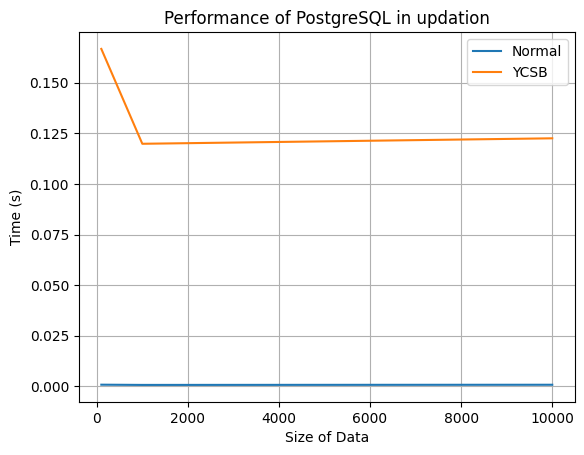 Performance of PostgreSQL in updation
Normal
YCSB
0.150
0.125
0.100
0.075
0.050
0.025
0.000
Time (s)
0
2000
4000
6000
8000
10000
Size of Data